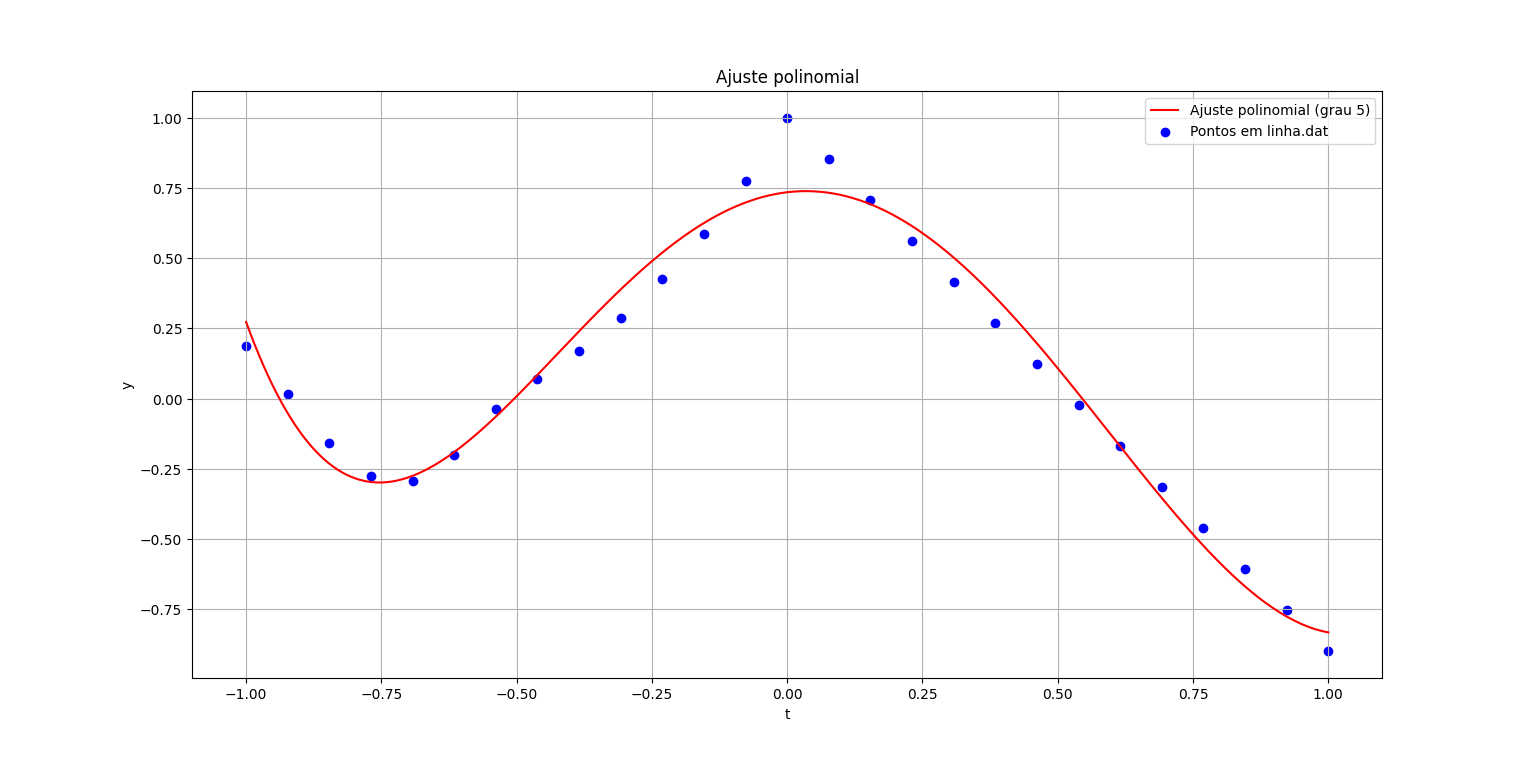 Ajuste polinomial
Ajuste polinomial (grau 5)
Pontos em linha.dat
1.00
0.75
0.50
0.25
0.00
−0.25
−0.50
−0.75
y
−1.00 −0.75 −0.50 −0.25 0.00 0.25 0.50 0.75 1.00
t